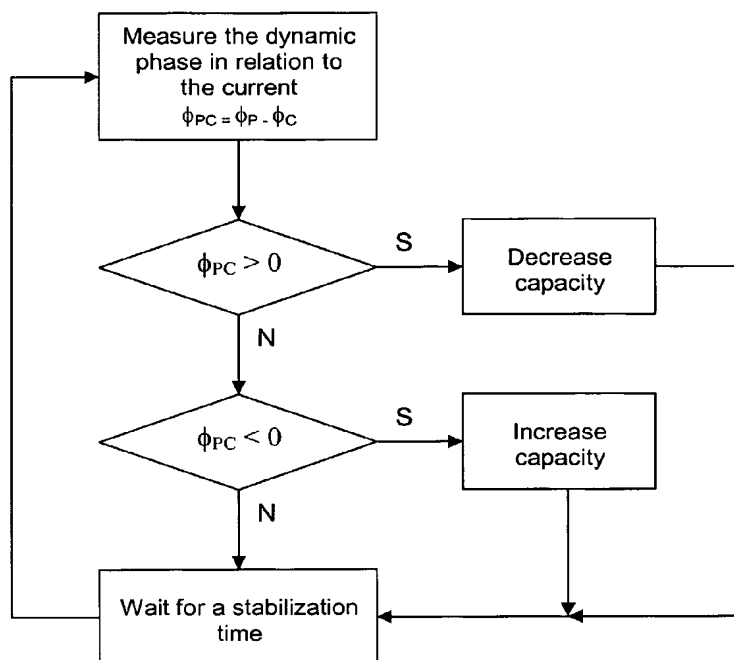 Measure the dynamic
phase in relation to
the current
ϕPC = ϕP - ϕC
ϕPC > 0
S
Decrease
capacity
N
ϕPC < 0
S
Increase
capacity
N
Wait for a stabilization
time